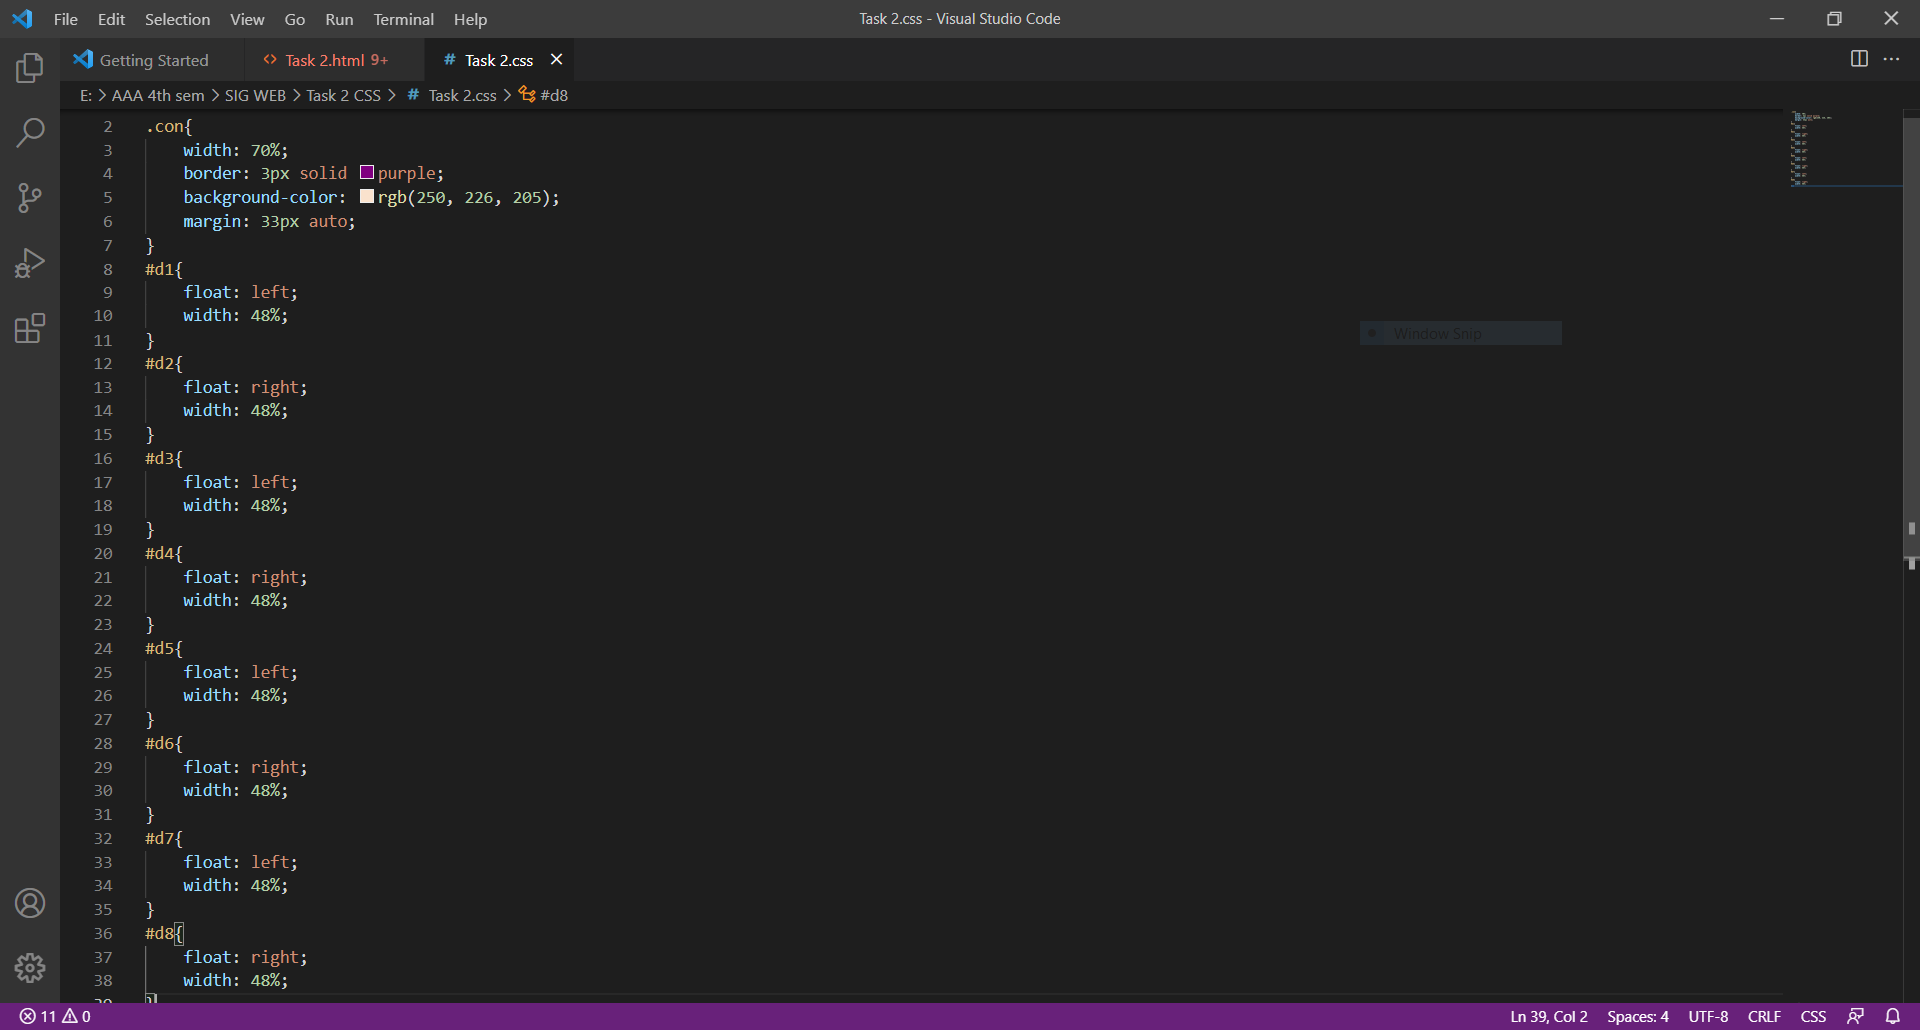 File Edit Selection View Go Run Terminal Help Task 2.css - Visual Studio Code
Getting Started Task 2.html 9+ # Task 2.css
E: > AAA 4th sem > SIG WEB > Task 2 CSS > # Task 2.css > #d8
2 .con{
3 width: 70%;
4 border: 3px solid purple;
5 background-color: rgb(250, 226, 205);
6 margin: 33px auto;
7 }
8 #d1{
9 float: left;
10 width: 48%;
11 }
12 #d2{
13 float: right;
14 width: 48%;
15 }
16 #d3{
17 float: left;
18 width: 48%;
19 }
20 #d4{
21 float: right;
22 width: 48%;
23 }
24 #d5{
25 float: left;
26 width: 48%;
27 }
28 #d6{
29 float: right;
30 width: 48%;
31 }
32 #d7{
33 float: left;
34 width: 48%;
35 }
36 #d8{
37 float: right;
38 width: 48%;
39 }
Window Snip
11 0 Ln 39, Col 2 Spaces: 4 UTF-8 CRLF CSS